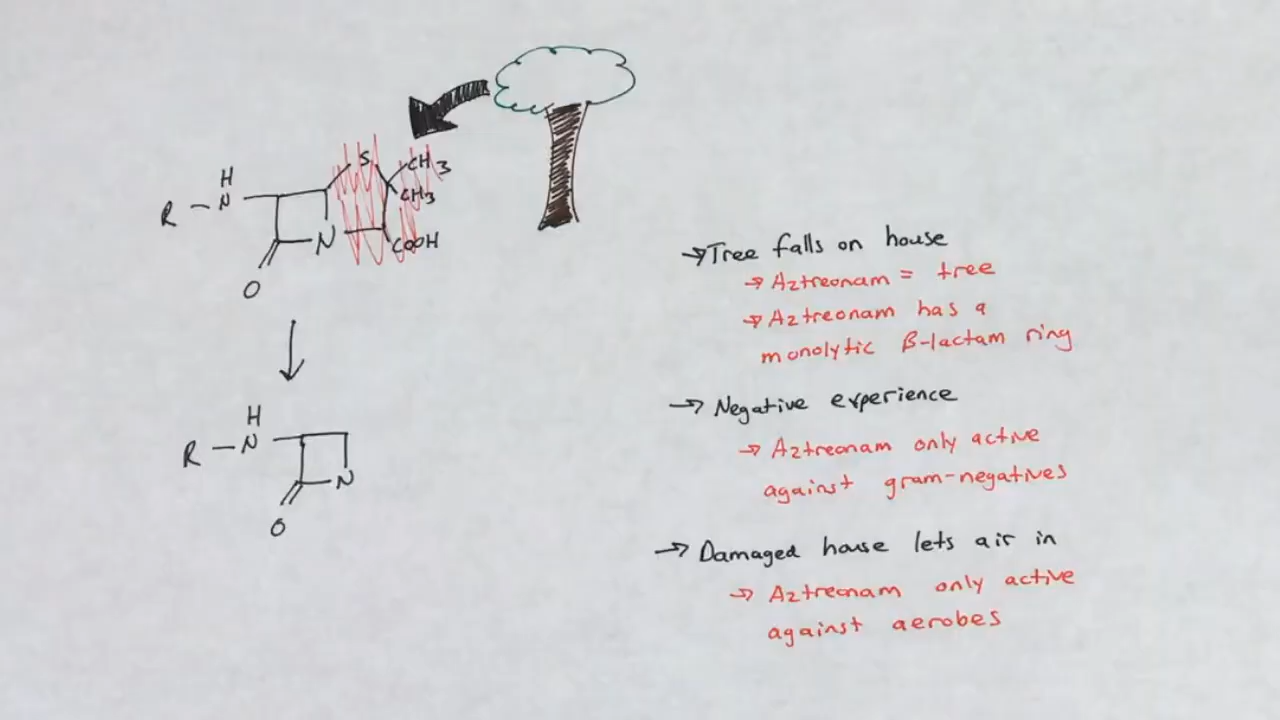 H
R - N
S
CH3
CH3
N
COOH
O
H
R - N
N
O
→ Tree falls on house
→ Aztreonam = tree
→ Aztreonam has a
monolytic β-lactam ring
→ Negative experience
→ Aztreonam only active
against gram-negatives
→ Damaged house lets air in
→ Aztreonam only active
against aerobes